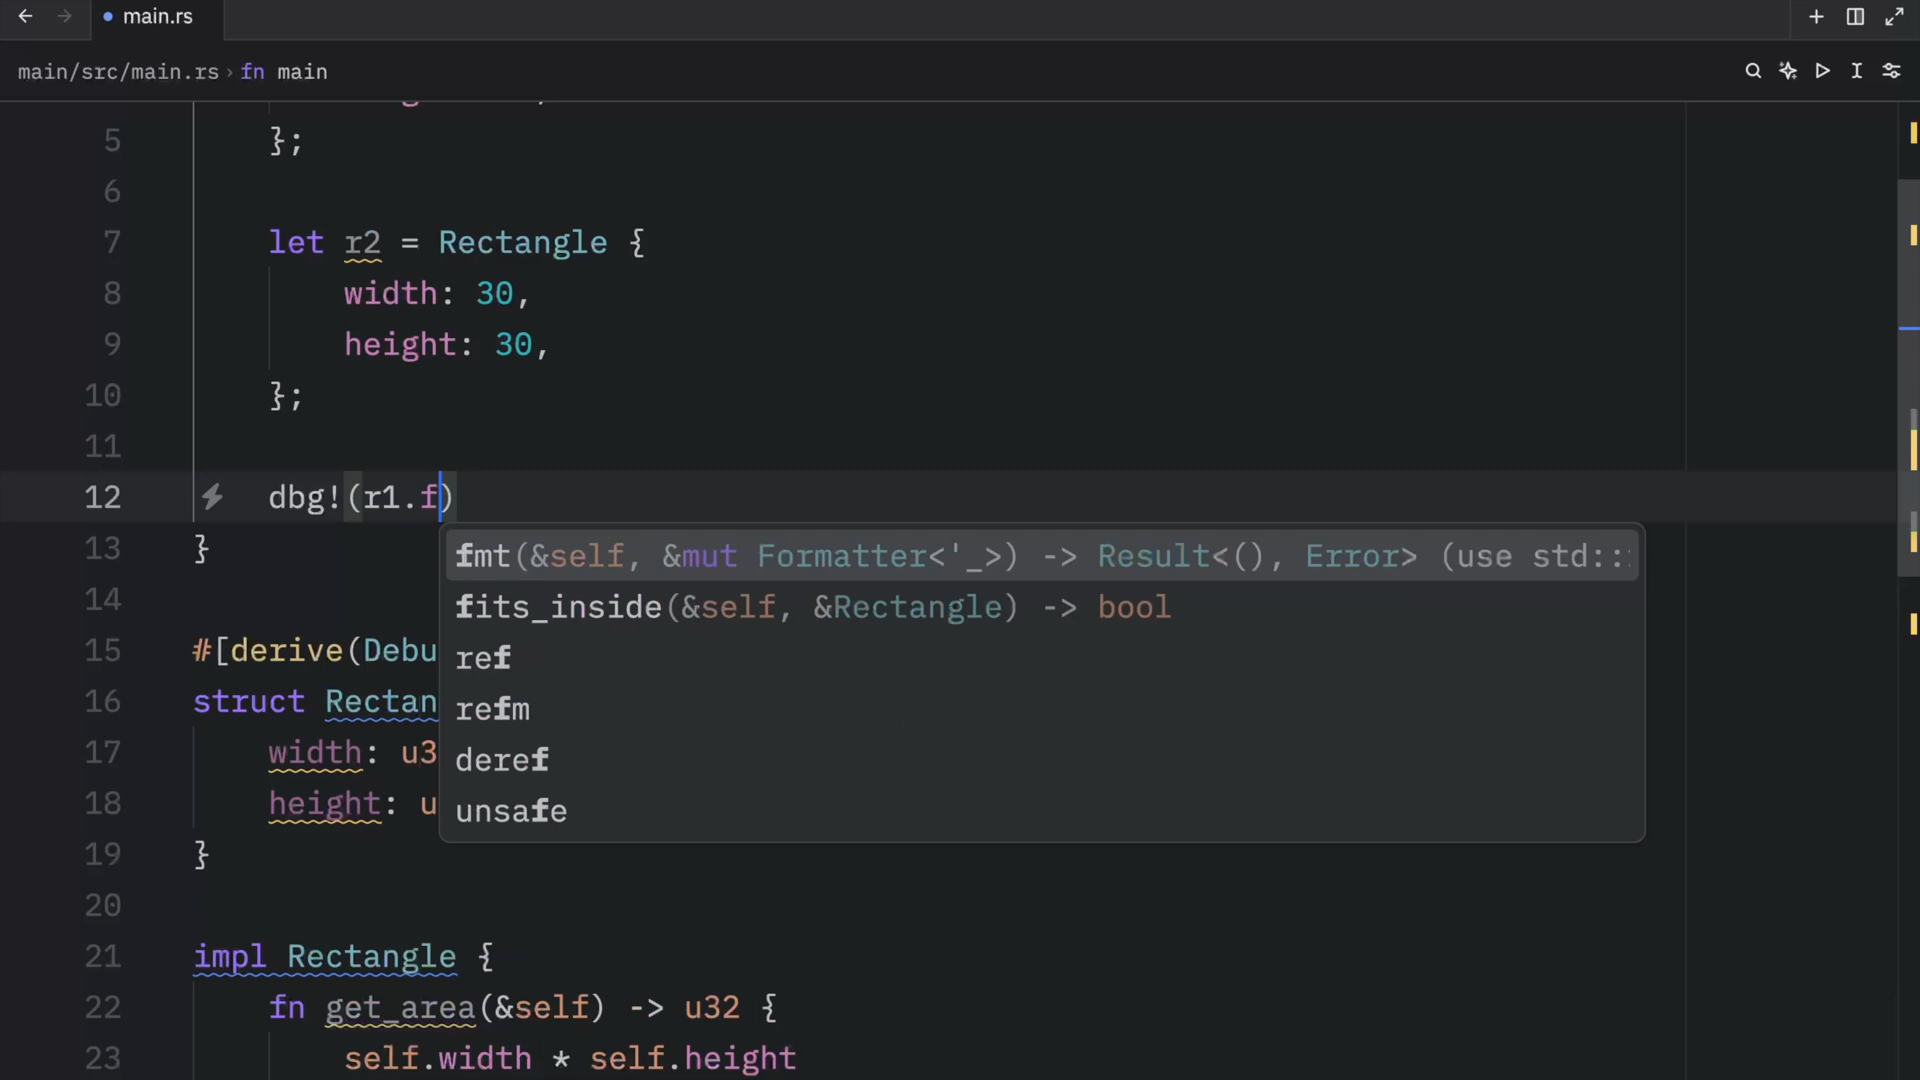 main.rs
main/src/main.rs › fn main
5 };
6
7 let r2 = Rectangle {
8 width: 30,
9 height: 30,
10 };
11
12 dbg!(r1.f)
fmt(&self, &mut Formatter<'_>) -> Result<(), Error> (use std::
13 }
fits_inside(&self, &Rectangle) -> bool
14
ref
15 #[derive(Debu
refm
16 struct Rectan
deref
17 width: u3
unsafe
18 height: u
19 }
20
21 impl Rectangle {
22 fn get_area(&self) -> u32 {
23 self.width * self.height